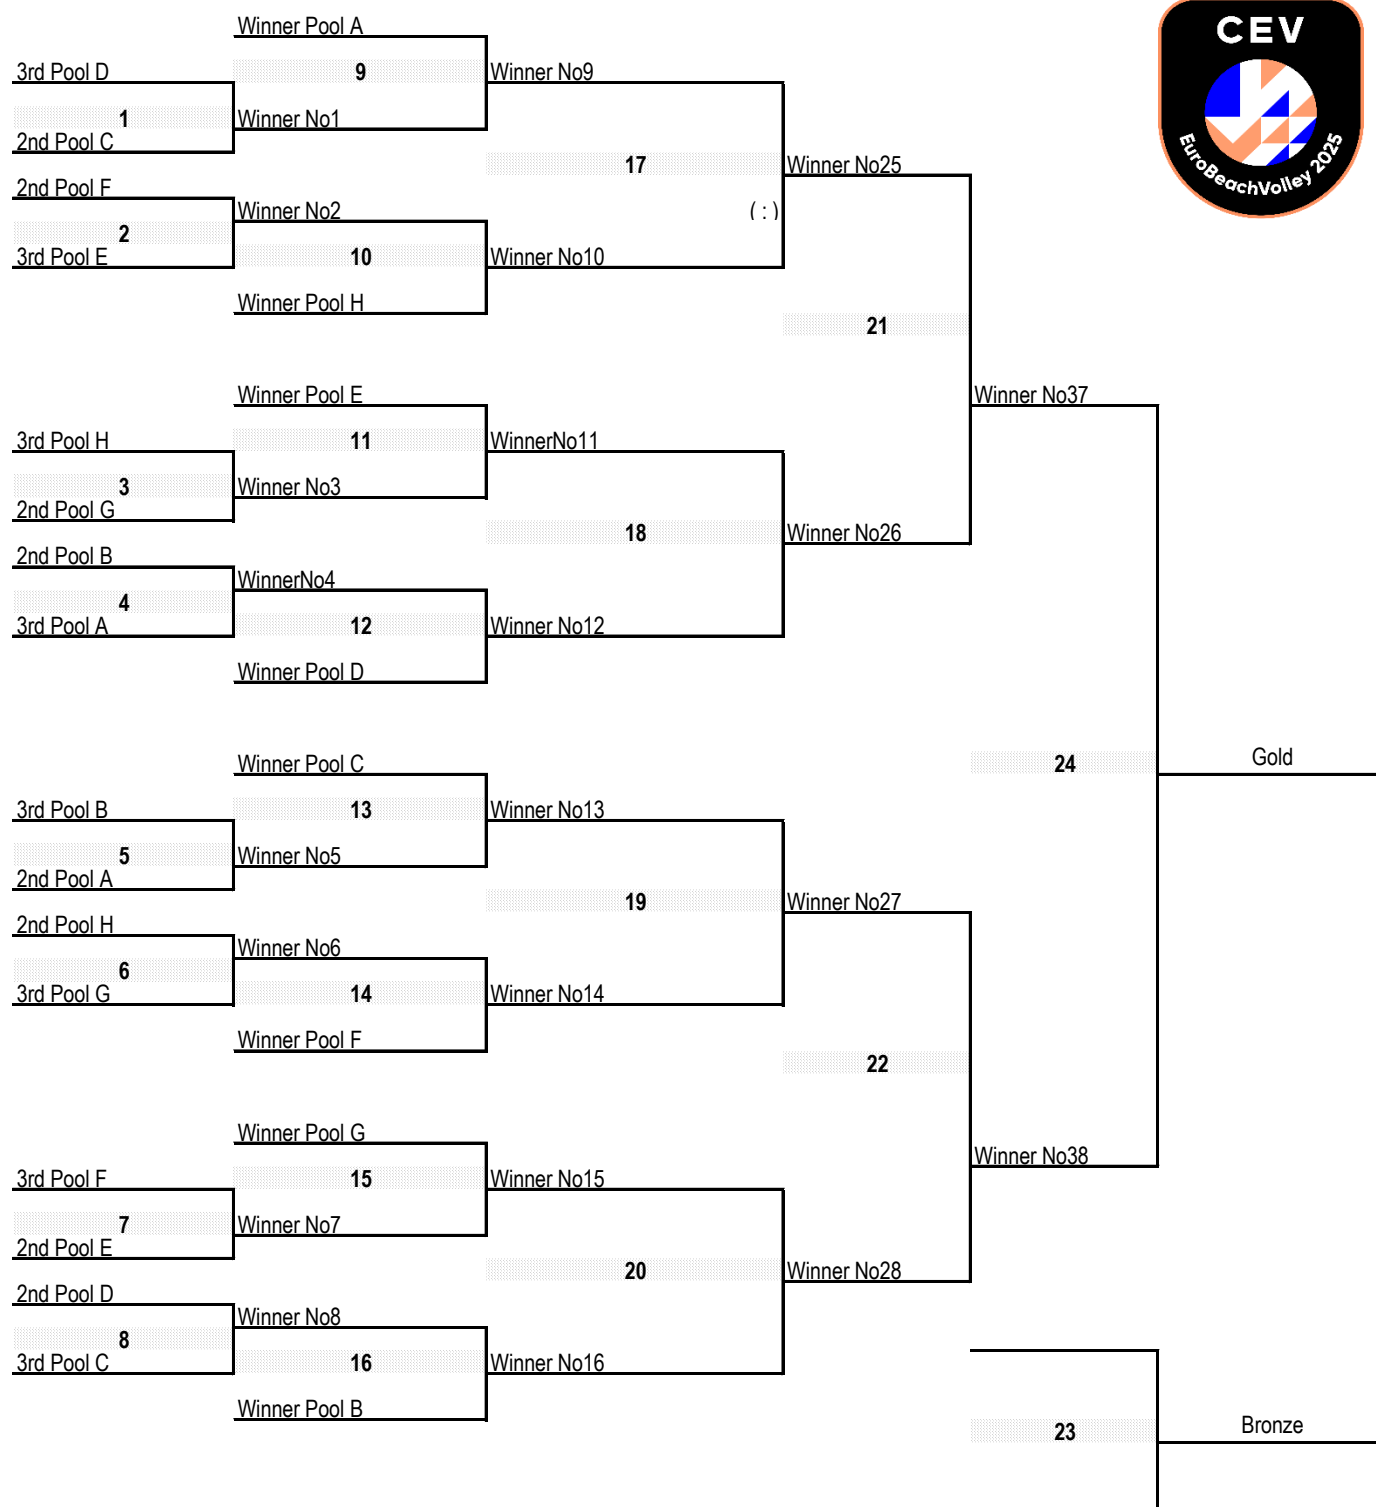 Winner Pool A
CEV
3rd Pool D
9
Winner No9
1
Winner No1
2nd Pool C
EuroBeachVolley 2025
17
Winner No25
2nd Pool F
Winner No2
( : )
2
3rd Pool E
10
Winner No10
Winner Pool H
21
Winner Pool E
Winner No37
3rd Pool H
11
WinnerNo11
3
Winner No3
2nd Pool G
18
Winner No26
2nd Pool B
WinnerNo4
4
3rd Pool A
12
Winner No12
Winner Pool D
Winner Pool C
24
Gold
3rd Pool B
13
Winner No13
5
Winner No5
2nd Pool A
19
Winner No27
2nd Pool H
Winner No6
6
3rd Pool G
14
Winner No14
Winner Pool F
22
Winner Pool G
Winner No38
3rd Pool F
15
Winner No15
7
Winner No7
2nd Pool E
20
Winner No28
2nd Pool D
Winner No8
8
3rd Pool C
16
Winner No16
Winner Pool B
23
Bronze